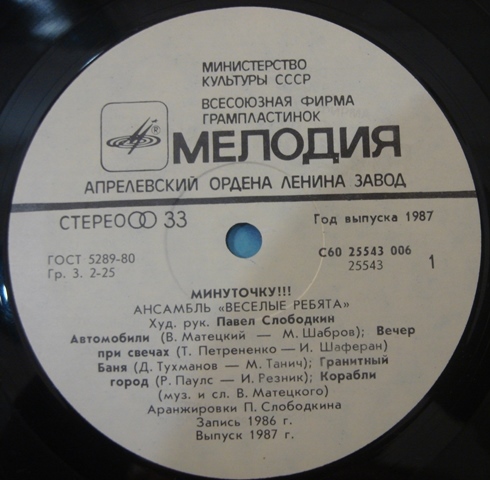 МИНИСТЕРСТВО
КУЛЬТУРЫ СССР
ВСЕСОЮЗНАЯ ФИРМА
ГРАМПЛАСТИНОК
МЕЛОДИЯ
АПРЕЛЕВСКИЙ ОРДЕНА ЛЕНИНА ЗАВОД
СТЕРЕО 33
Год выпуска 1987
ГОСТ 5289-80
Гр. 3. 2-25
С60 25543 006
25543
1
МИНУТОЧКУ!!!
АНСАМБЛЬ «ВЕСЕЛЫЕ РЕБЯТА»
Худ. рук. Павел Слободкин
Автомобили (В. Матецкий — М. Шабров); Вечер
при свечах (Т. Петрененко — И. Шаферан)
Баня (Д. Тухманов — М. Танич); Гранитный
город (Р. Паулс — И. Резник); Корабли
(муз. и сл. В. Матецкого)
Аранжировки П. Слободкина
Запись 1986 г.
Выпуск 1987 г.